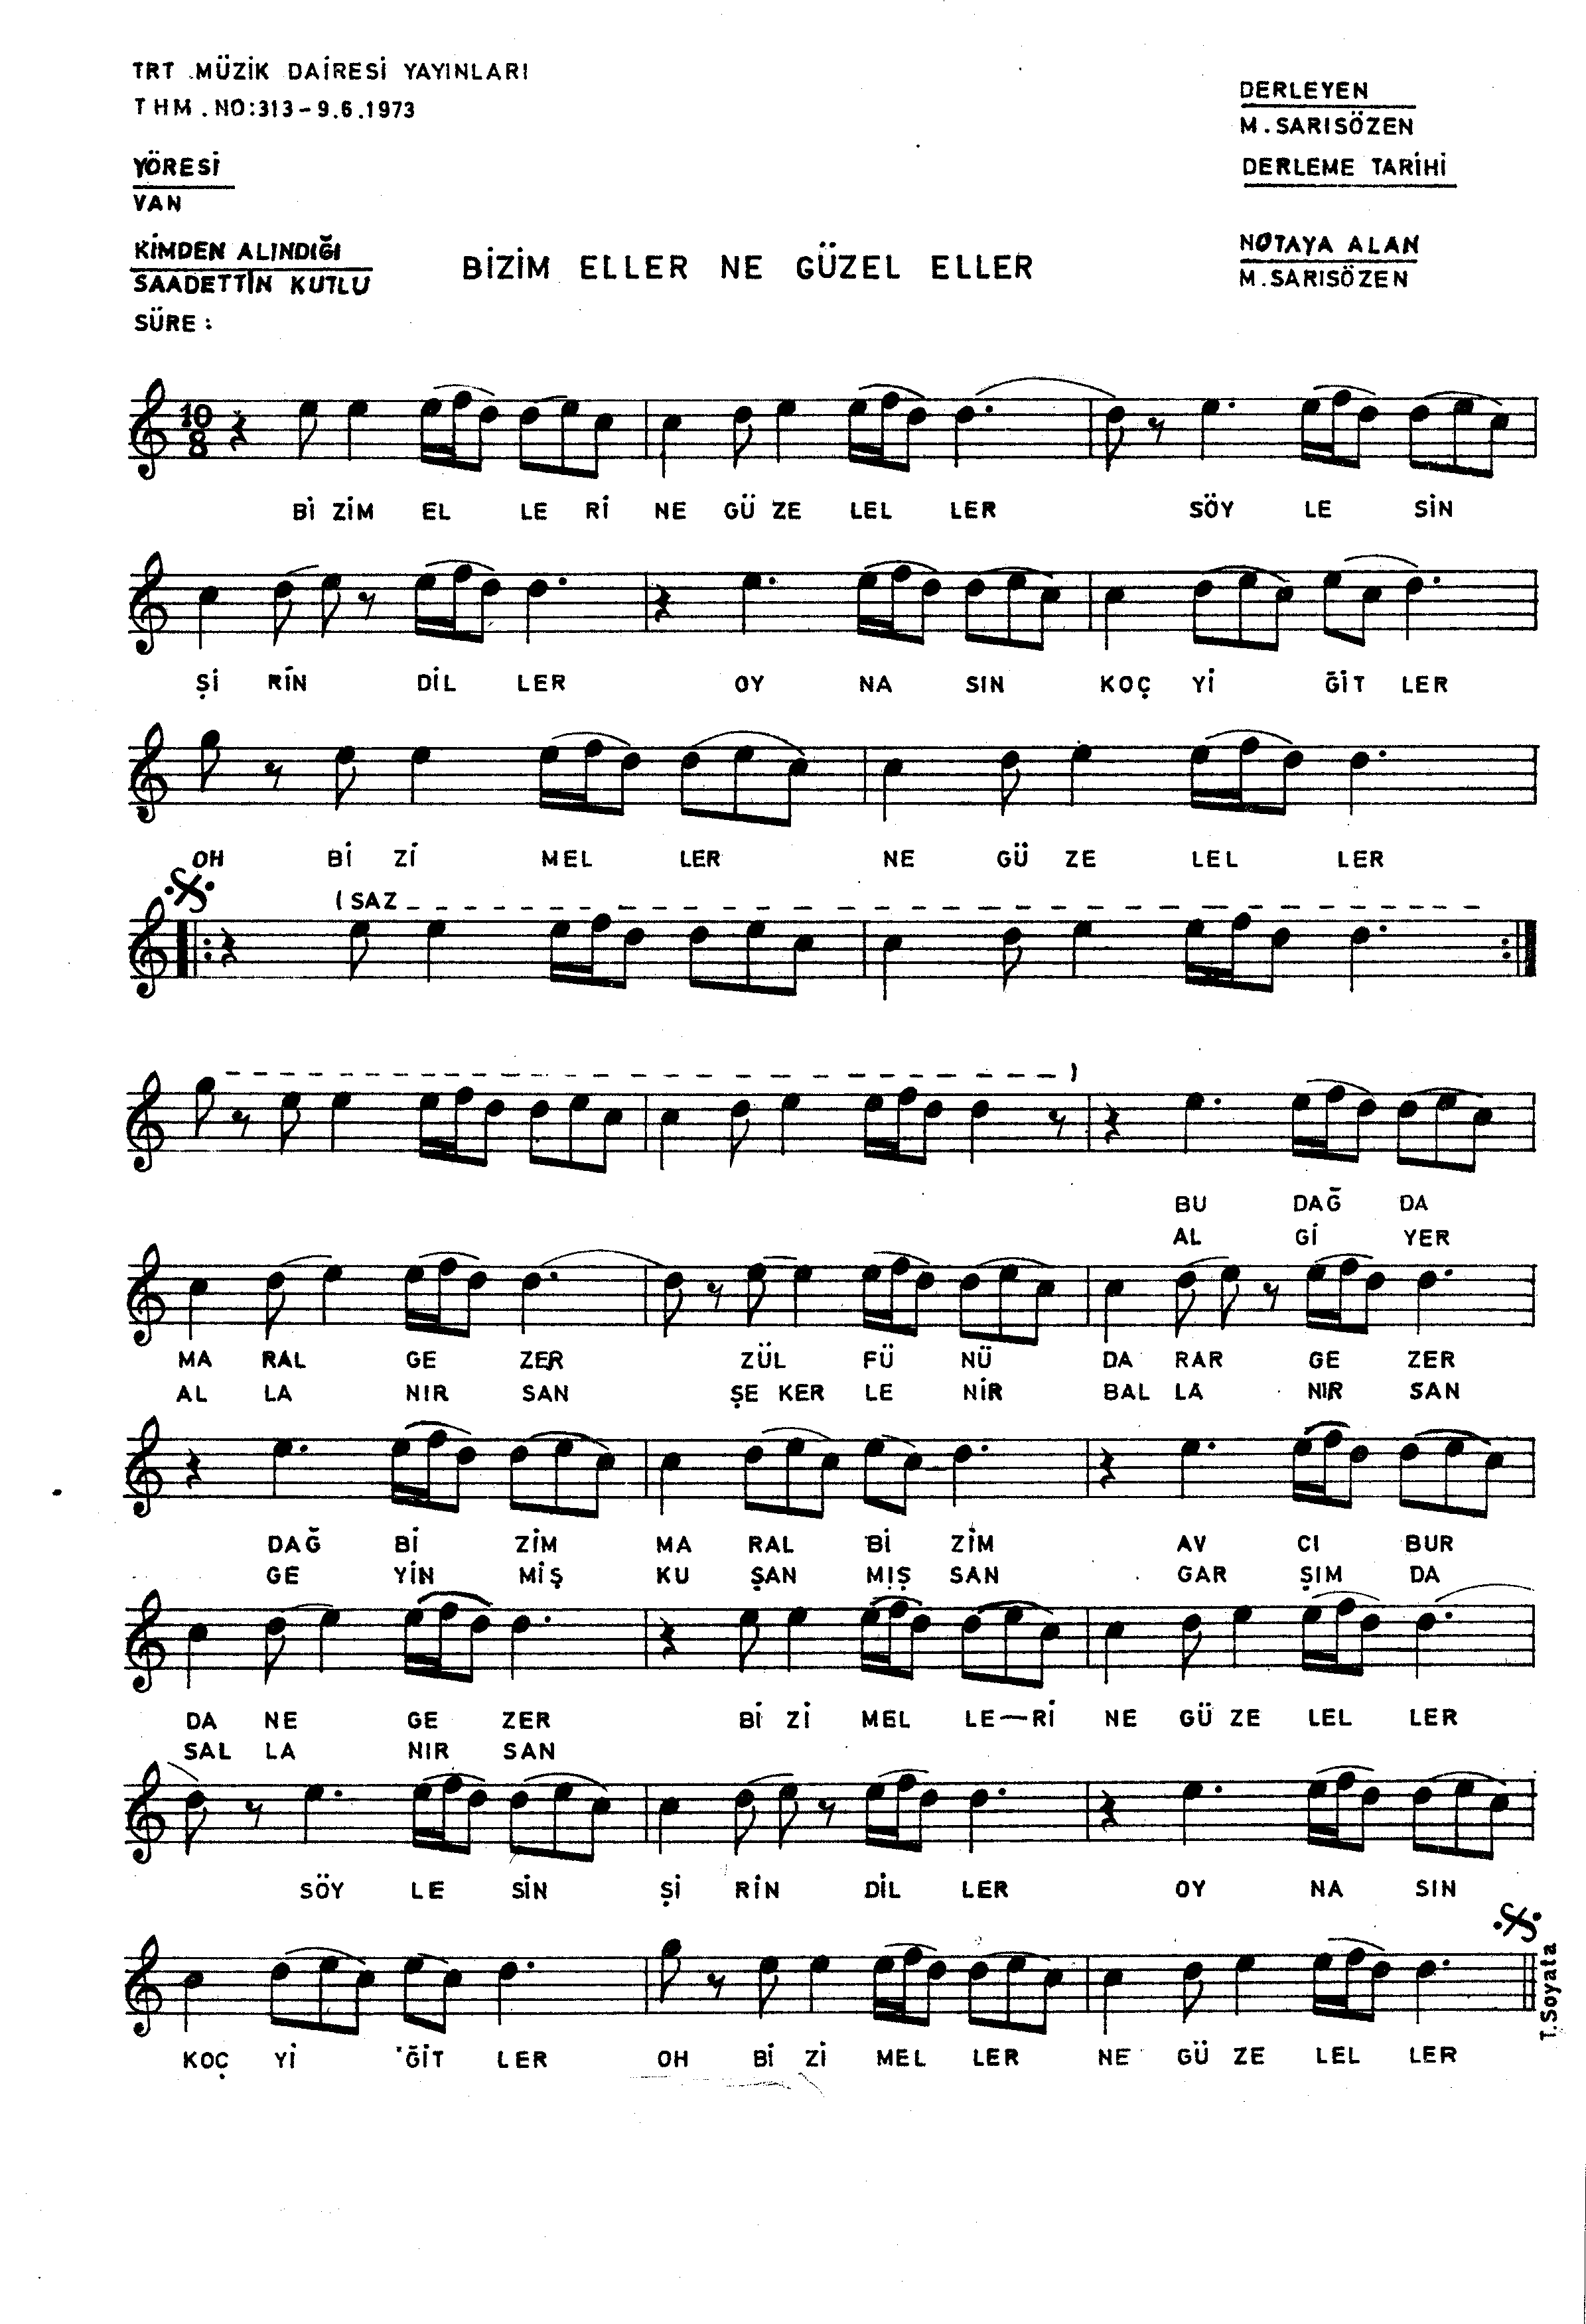 TRT MÜZİK DAİRESİ YAYINLARI
THM. NO:313-9.6.1973
DERLEYEN
M. SARISÖZEN
YÖRESİ
VAN
DERLEME TARİHİ
KİMDEN ALINDIĞI
SAADETTİN KUTLU
BİZİM ELLER NE GÜZEL ELLER
NOTAYA ALAN
M. SARISÖZEN
SÜRE :
10
8
Bİ ZİM EL LE Rİ NE GÜ ZE LEL LER SÖY LE SİN
Şİ RİN DİL LER OY NA SIN KOÇ Yİ ĞİT LER
OH Bİ Zİ MEL LER NE GÜ ZE LEL LER
( SAZ - - - - - - - - - - - - - - - - - - - - - -
- - - - - - - - - - - - - - - - - - - - - - )
BU DAĞ DA
AL Gİ YER
MA RAL GE ZER ZÜL FÜ NÜ DA RAR GE ZER
AL LA NIR SAN ŞE KER LE NİR BAL LA NIR SAN
DAĞ Bİ ZİM MA RAL Bİ ZİM AV CI BUR
GE YİN MİŞ KU ŞAN MIŞ SAN GAR ŞIM DA
DA NE GE ZER Bİ Zİ MEL LE—Rİ NE GÜ ZE LEL LER
SAL LA NIR SAN
SÖY LE SİN Şİ RİN DİL LER OY NA SIN
KOÇ Yİ ĞİT LER OH Bİ Zİ MEL LER NE GÜ ZE LEL LER
T.Soyata